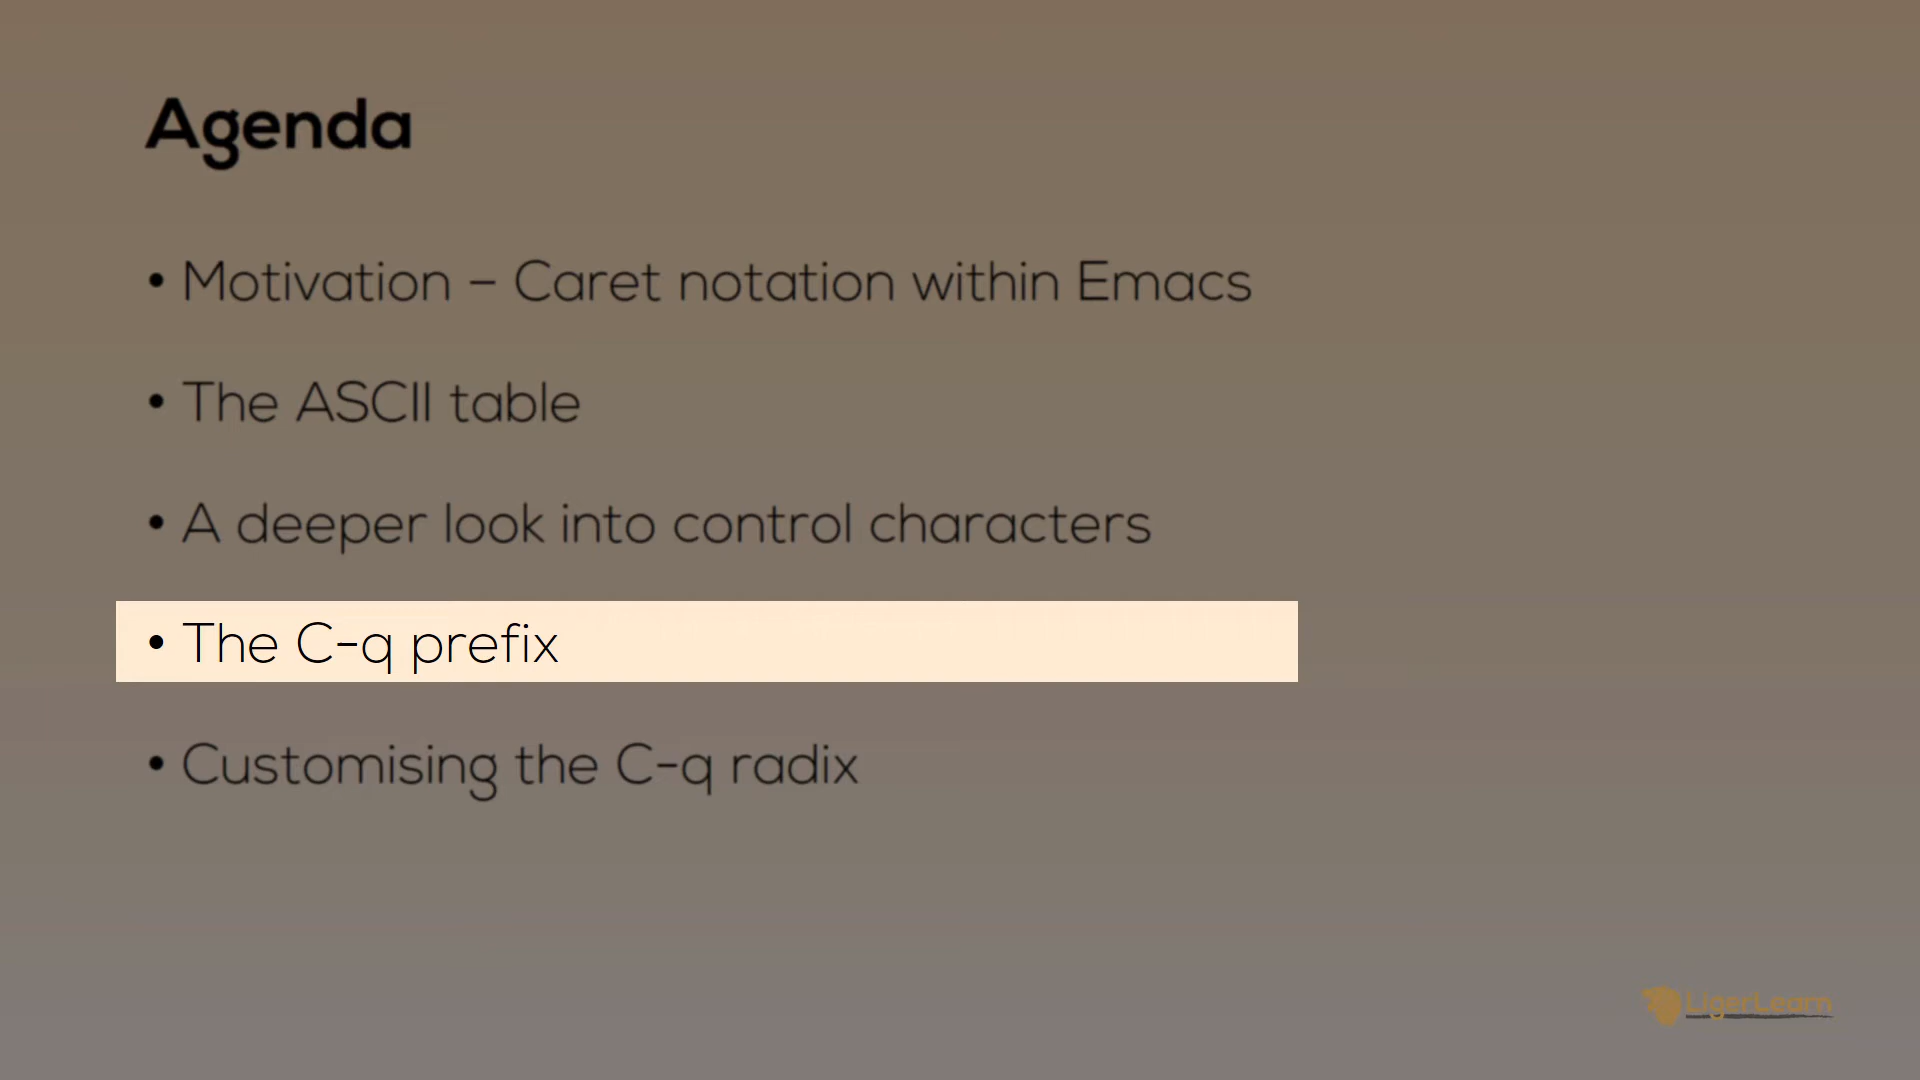 Agenda
• Motivation – Caret notation within Emacs
• The ASCII table
• A deeper look into control characters
• The C-q prefix
• Customising the C-q radix
LigerLearn